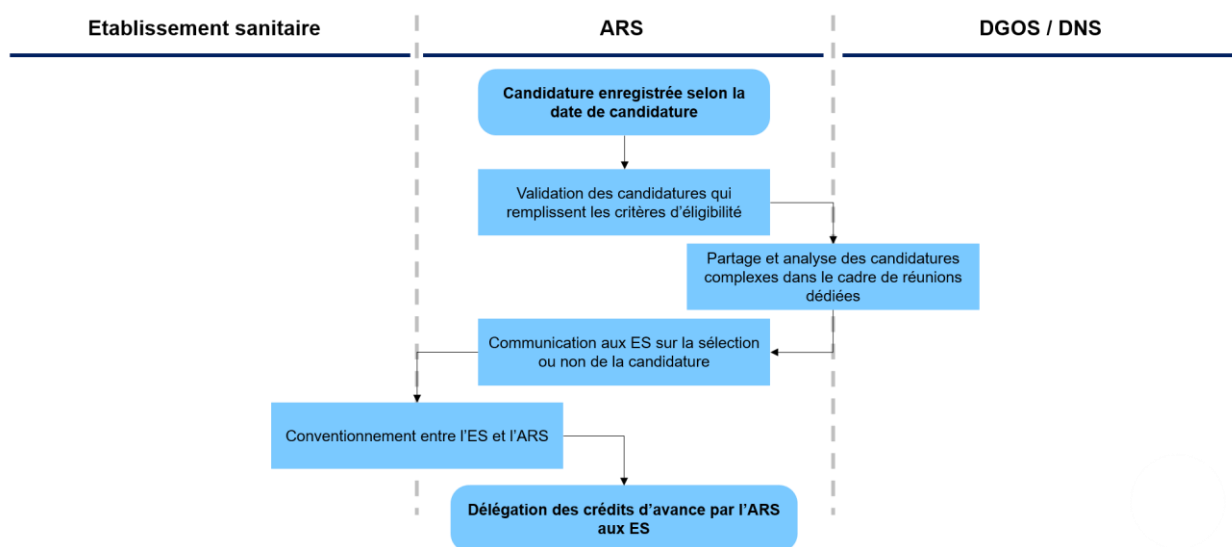 Etablissement sanitaire
ARS
DGOS / DNS
Candidature enregistrée selon la
date de candidature
Validation des candidatures qui
remplissent les critères d’éligibilité
Partage et analyse des candidatures
complexes dans le cadre de réunions
dédiées
Communication aux ES sur la sélection
ou non de la candidature
Conventionnement entre l’ES et l’ARS
Délégation des crédits d’avance par l’ARS
aux ES